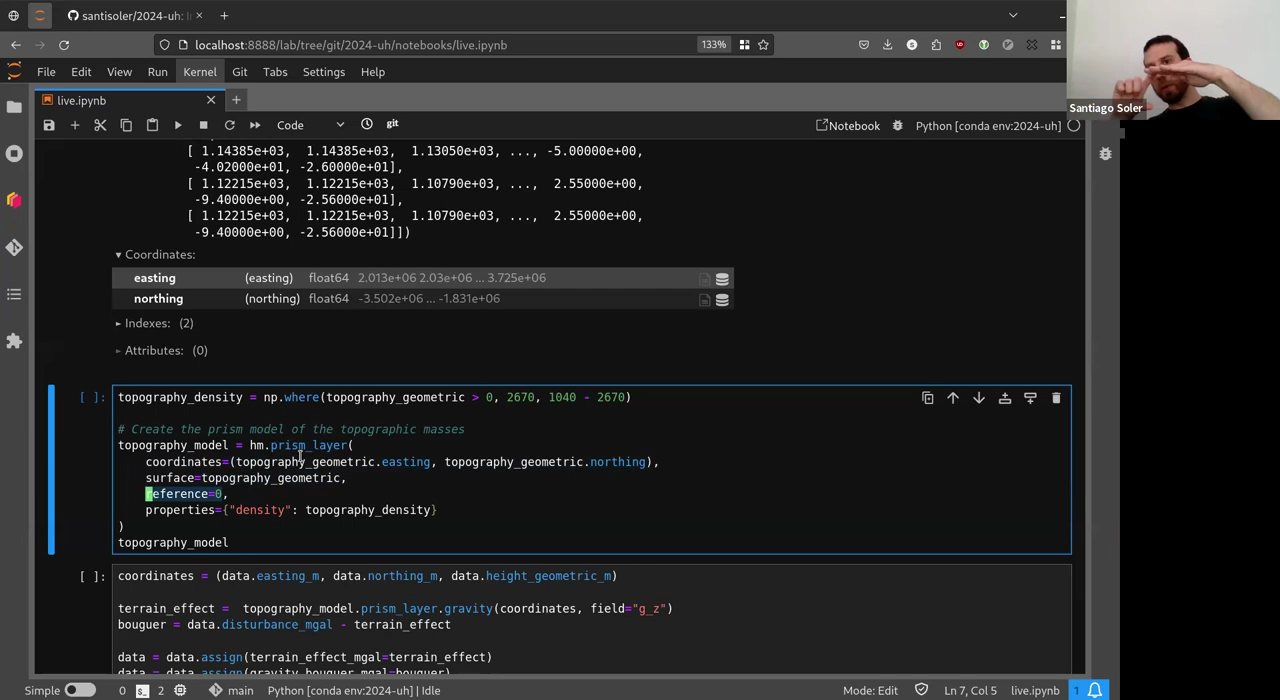 santisoler/2024-uh: I
localhost:8888/lab/tree/git/2024-uh/notebooks/live.ipynb
133%
File Edit View Run Kernel Git Tabs Settings Help
Santiago Soler
live.ipynb
Code
git
Notebook
Python [conda env:2024-uh]
[ 1.14385e+03, 1.14385e+03, 1.13050e+03, ..., -5.00000e+00,
-4.02000e+01, -2.60000e+01],
[ 1.12215e+03, 1.12215e+03, 1.10790e+03, ..., 2.55000e+00,
-9.40000e+00, -2.56000e+01],
[ 1.12215e+03, 1.12215e+03, 1.10790e+03, ..., 2.55000e+00,
-9.40000e+00, -2.56000e+01]])
Coordinates:
easting (easting) float64 2.013e+06 2.03e+06 ... 3.725e+06
northing (northing) float64 -3.502e+06 ... -1.831e+06
Indexes: (2)
Attributes: (0)
[ ]: topography_density = np.where(topography_geometric > 0, 2670, 1040 - 2670)
# Create the prism model of the topographic masses
topography_model = hm.prism_layer(
coordinates=(topography_geometric.easting, topography_geometric.northing),
surface=topography_geometric,
reference=0,
properties={"density": topography_density}
)
topography_model
[ ]: coordinates = (data.easting_m, data.northing_m, data.height_geometric_m)
terrain_effect = topography_model.prism_layer.gravity(coordinates, field="g_z")
bouguer = data.disturbance_mgal - terrain_effect
data = data.assign(terrain_effect_mgal=terrain_effect)
data = data.assign(gravity_bouguer_mgal=bouguer)
Simple 0 2 main Python [conda env:2024-uh] | Idle Mode: Edit Ln 7, Col 5 live.ipynb 1